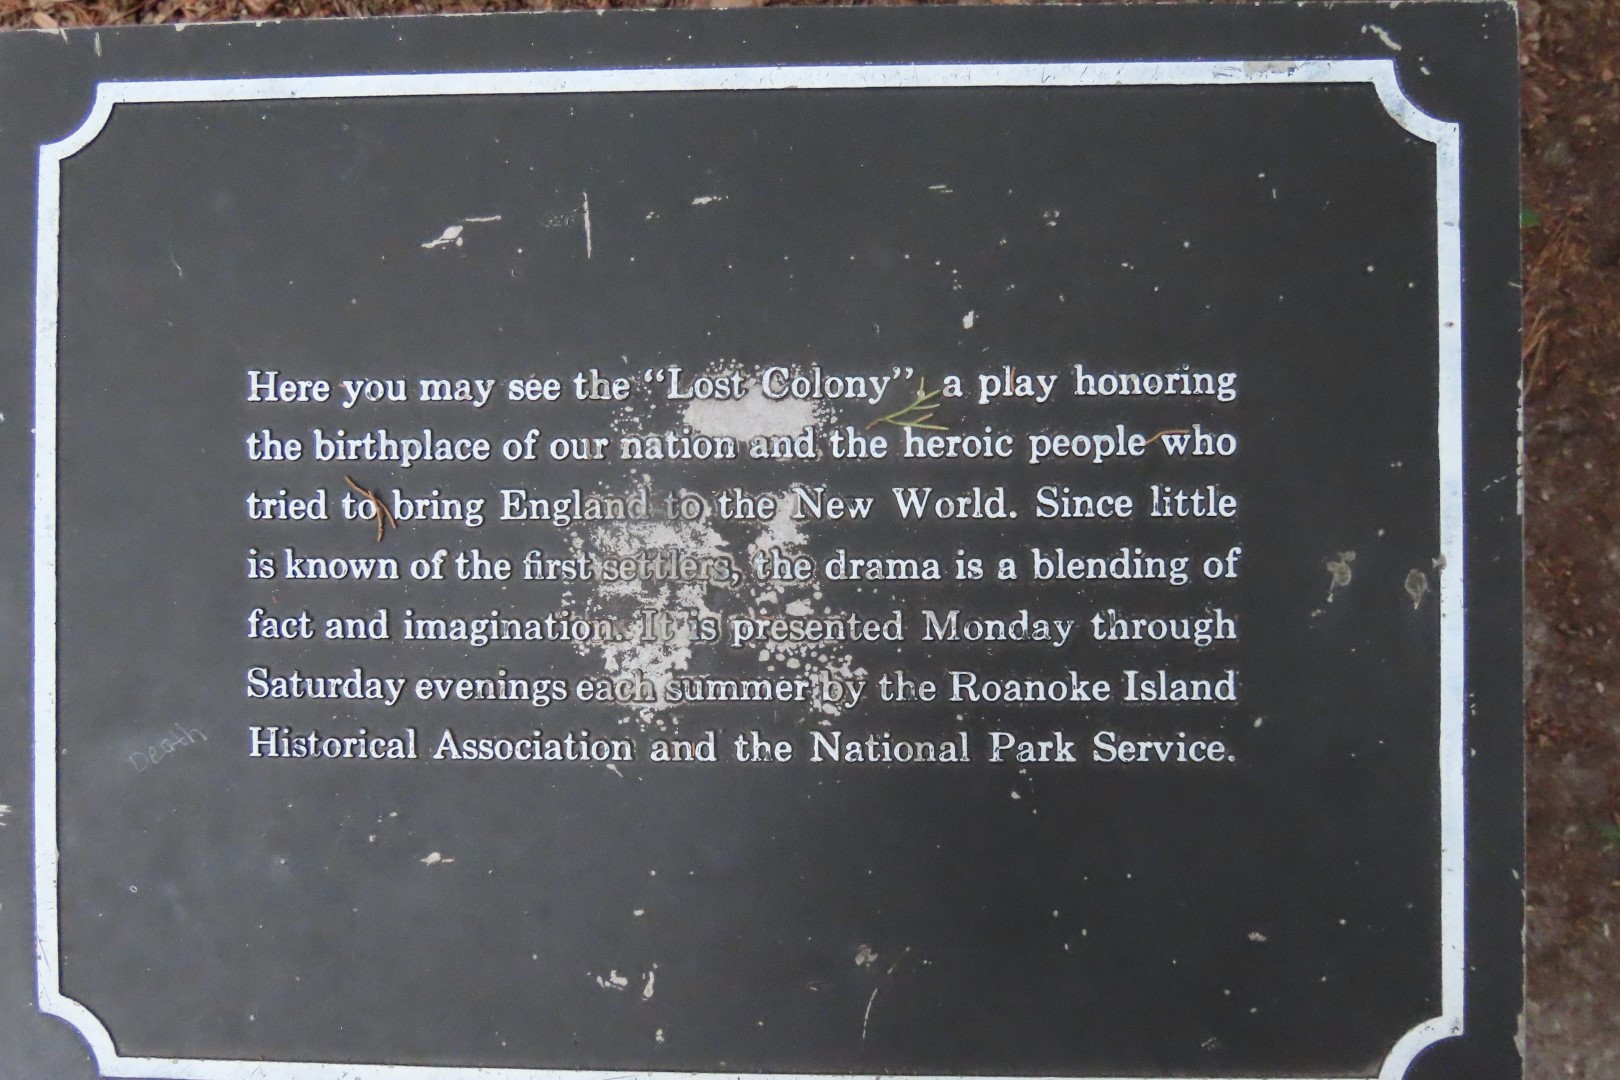 Here you may see the “Lost Colony”, a play honoring
the birthplace of our nation and the heroic people who
tried to bring England to the New World. Since little
is known of the first settlers, the drama is a blending of
fact and imagination. It is presented Monday through
Saturday evenings each summer by the Roanoke Island
Historical Association and the National Park Service.
Death